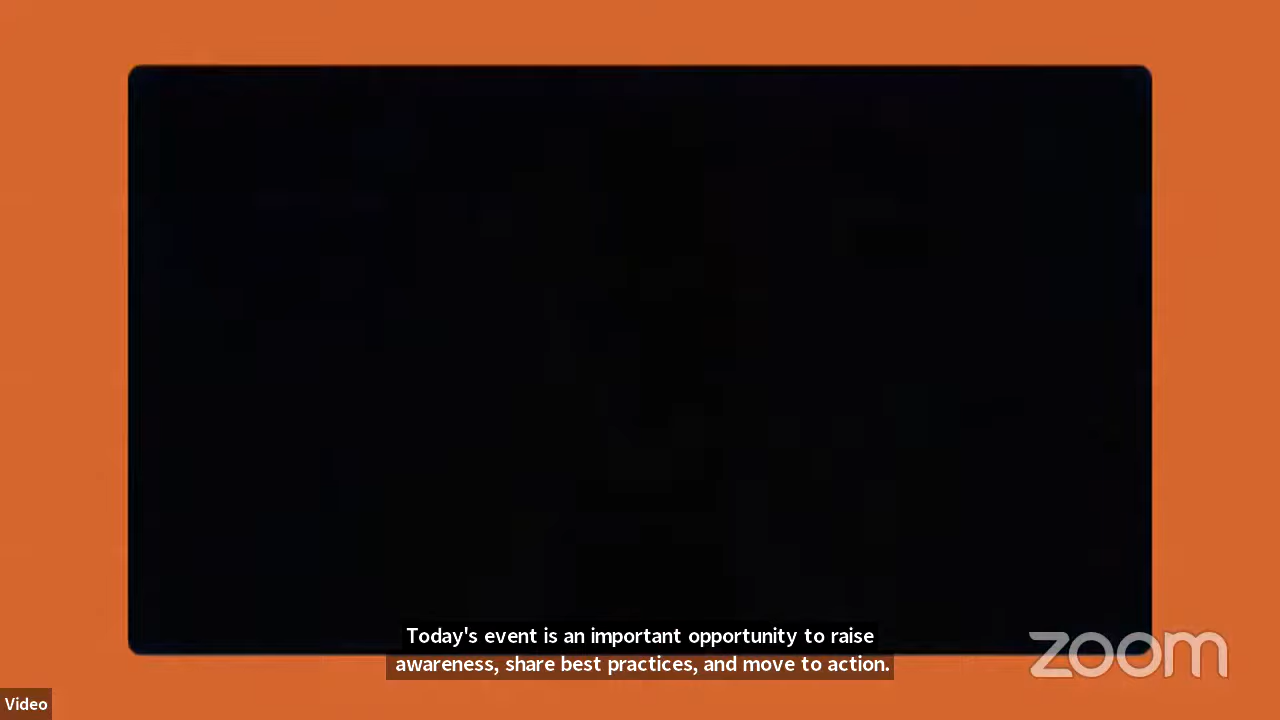 Today's event is an important opportunity to raise
awareness, share best practices, and move to action.
zoom
Video